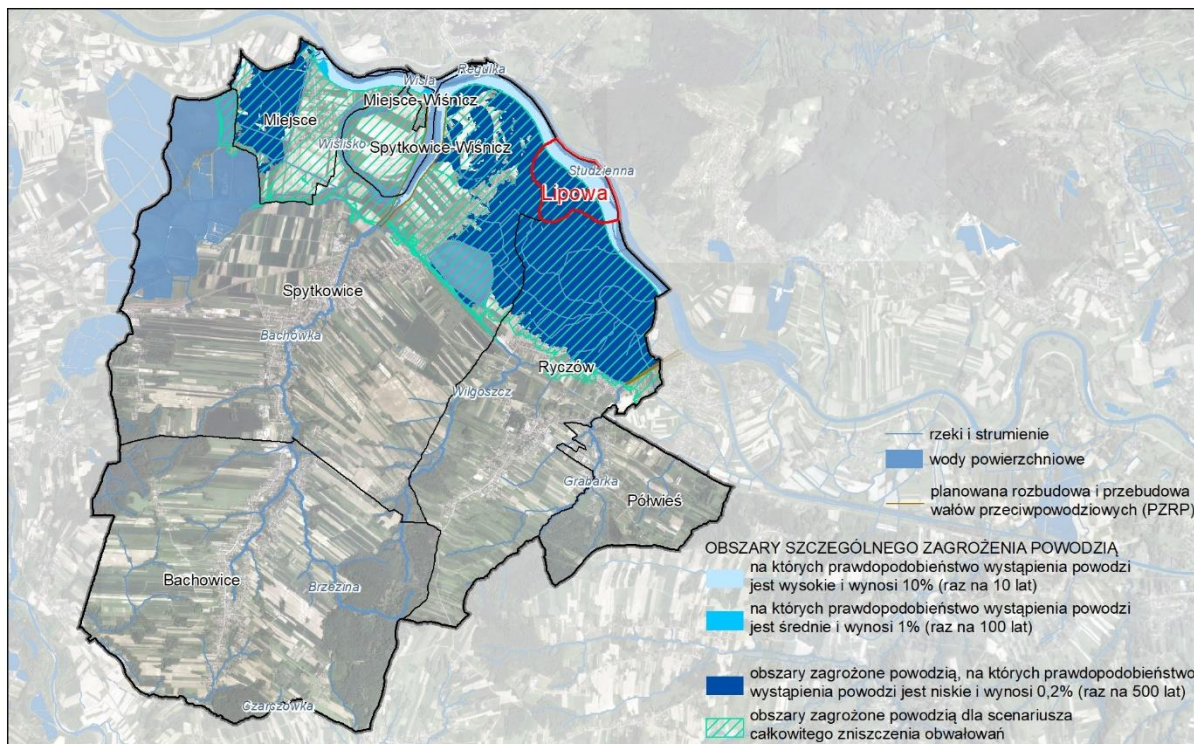 Regulka
Wisła
Miejsce-Wiśnicz
Miejsce
Wiślisko
Spytkowice-Wiśnicz
Studzienna
Lipowa
Spytkowice
Bachówka
Ryczów
Wilgoszcz
Grabarka
Półwieś
Bachowice
Brzezina
Czarczówka
rzeki i strumienie
wody powierzchniowe
planowana rozbudowa i przebudowa
wałów przeciwpowodziowych (PZRP)
OBSZARY SZCZEGÓLNEGO ZAGROŻENIA POWODZIĄ
na których prawdopodobieństwo wystąpienia powodzi
jest wysokie i wynosi 10% (raz na 10 lat)
na których prawdopodobieństwo wystąpienia powodzi
jest średnie i wynosi 1% (raz na 100 lat)
obszary zagrożone powodzią, na których prawdopodobieństwo
wystąpienia powodzi jest niskie i wynosi 0,2% (raz na 500 lat)
obszary zagrożone powodzią dla scenariusza
całkowitego zniszczenia obwałowań